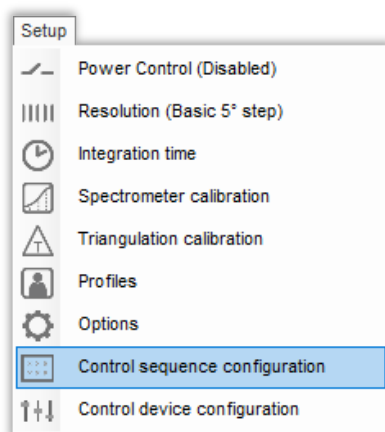 Setup
Power Control (Disabled)
Resolution (Basic 5° step)
Integration time
Spectrometer calibration
T
Triangulation calibration
Profiles
Options
Control sequence configuration
Control device configuration